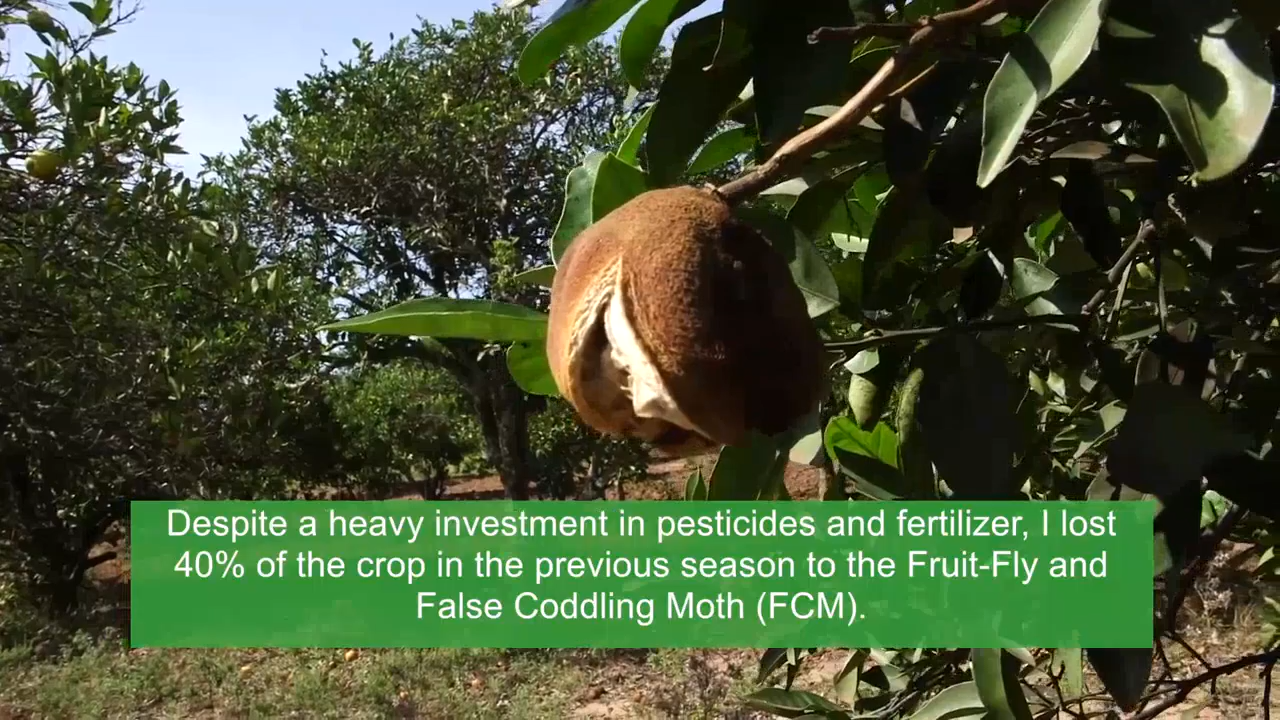 Despite a heavy investment in pesticides and fertilizer, I lost
40% of the crop in the previous season to the Fruit-Fly and
False Coddling Moth (FCM).